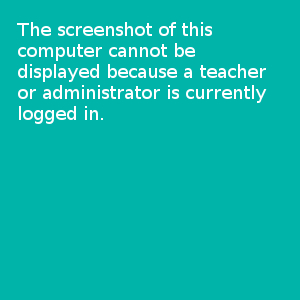 The screenshot of this
computer cannot be
displayed because a teacher
or administrator is currently
logged in.